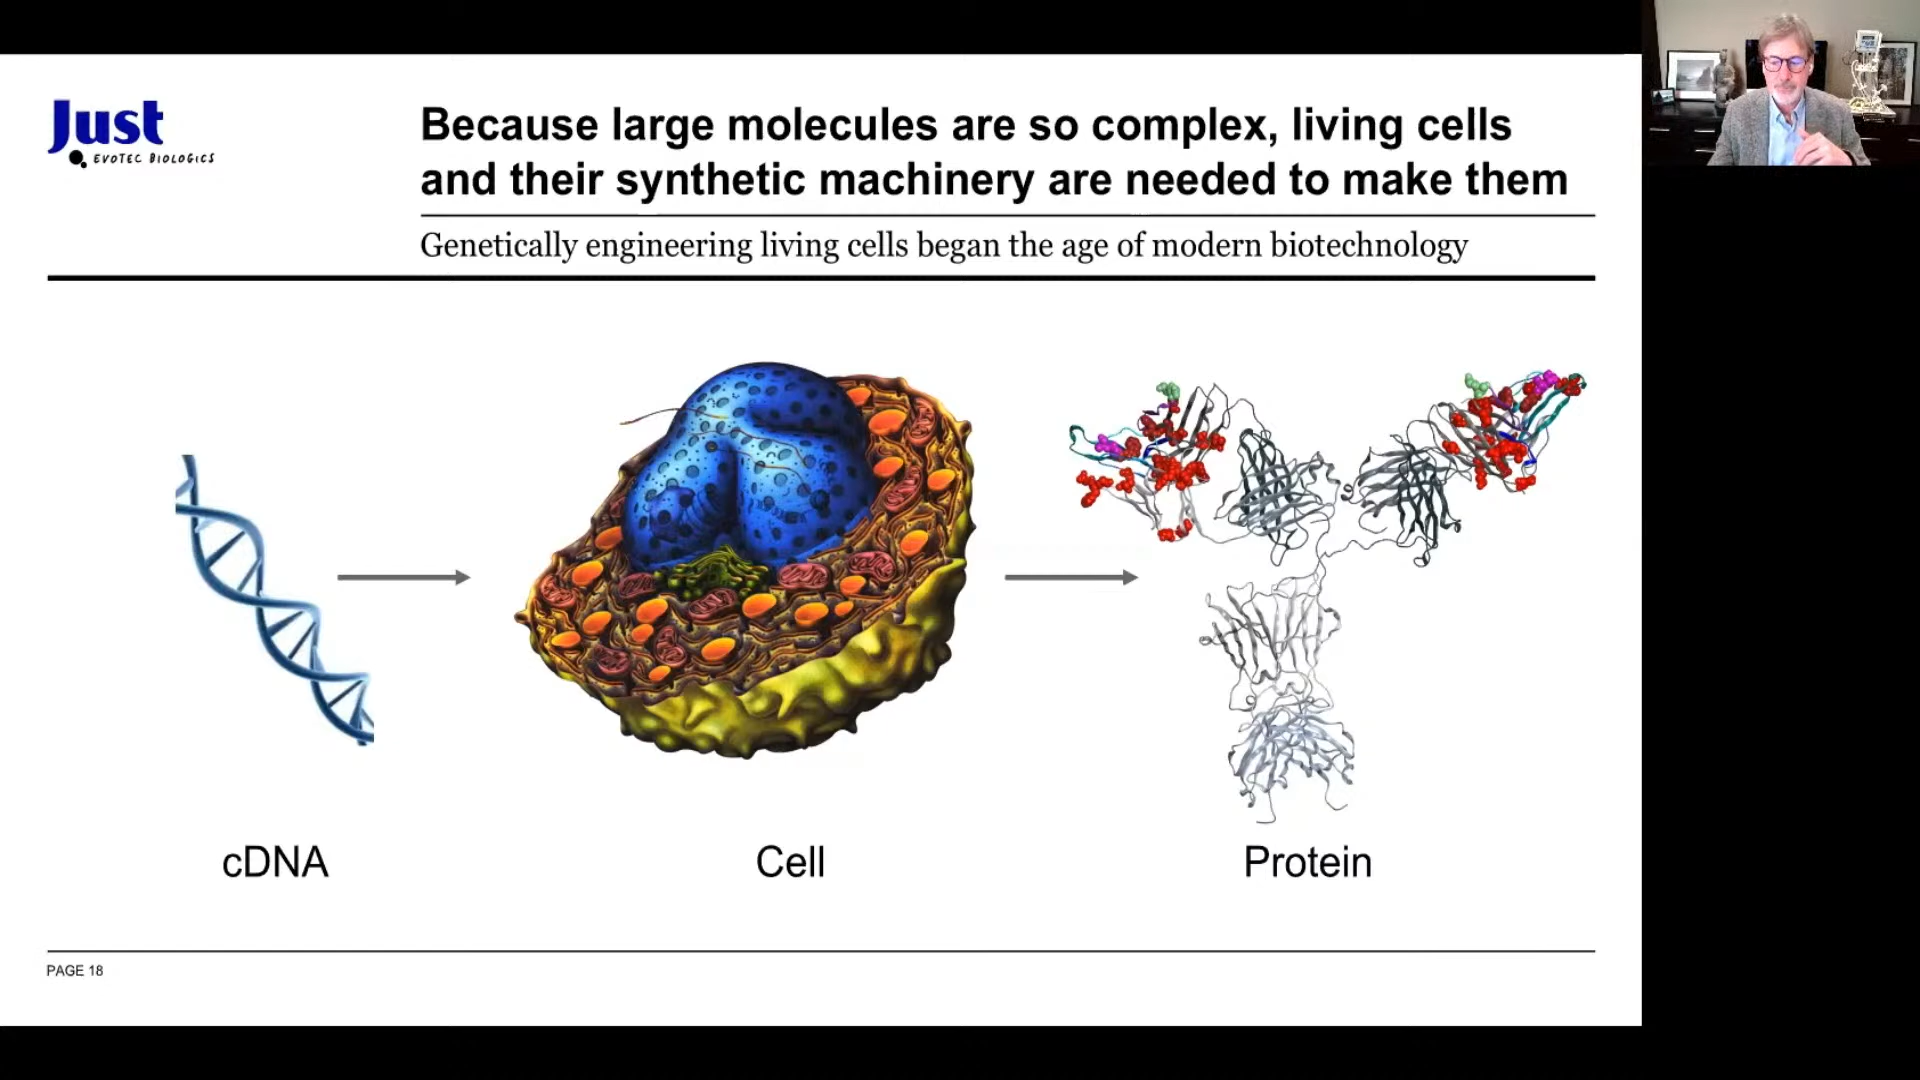 Just
EVOTEC BIOLOGICS
Because large molecules are so complex, living cells
and their synthetic machinery are needed to make them
Genetically engineering living cells began the age of modern biotechnology
cDNA
Cell
Protein
PAGE 18